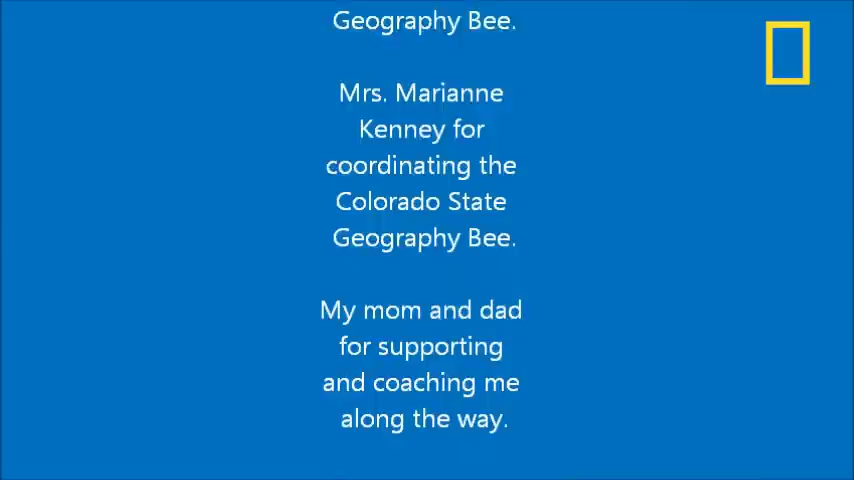 Geography Bee.
Mrs. Marianne
Kenney for
coordinating the
Colorado State
Geography Bee.
My mom and dad
for supporting
and coaching me
along the way.